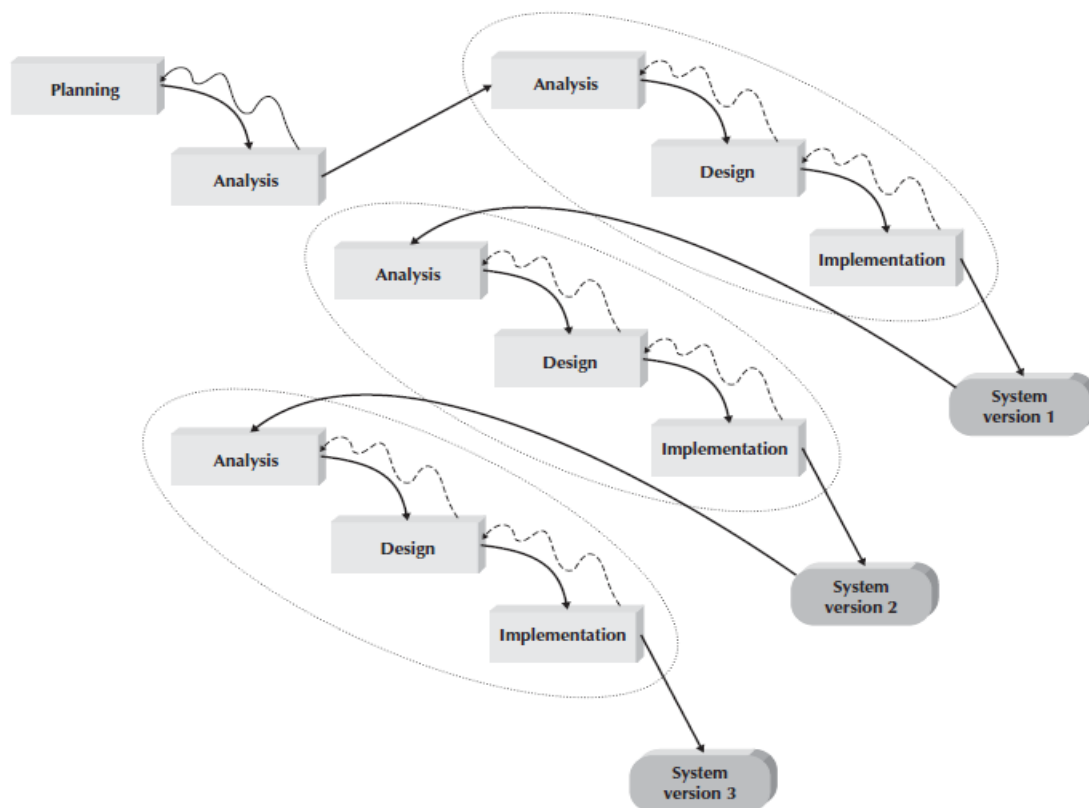 Planning
Analysis
Analysis
Design
Implementation
System
version 1
Analysis
Design
Implementation
System
version 2
Analysis
Design
Implementation
System
version 3